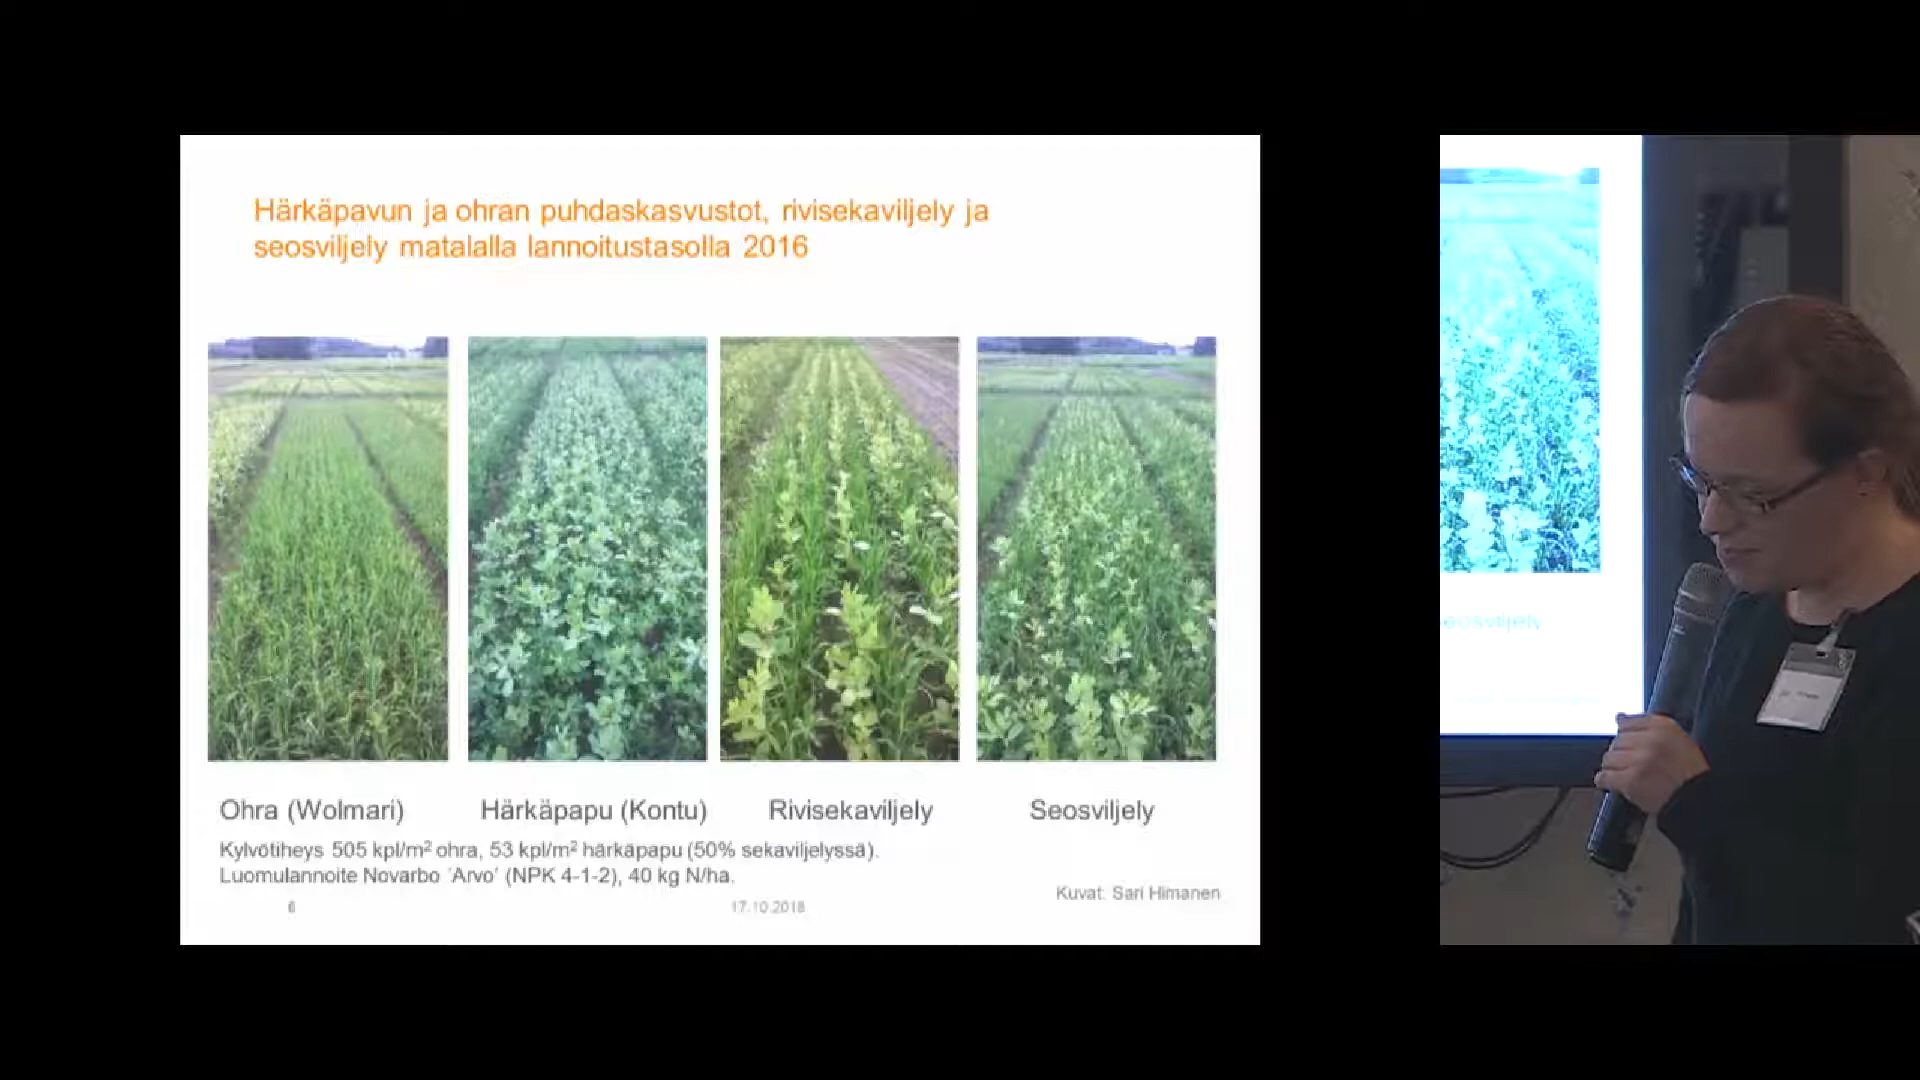 Härkäpavun ja ohran puhdaskasvustot, rivisekaviljely ja
seosviljely matalalla lannoitustasolla 2016
Ohra (Wolmari)
Härkäpapu (Kontu)
Rivisekaviljely
Seosviljely
Kylvötiheys 505 kpl/m² ohra, 53 kpl/m² härkäpapu (50% sekaviljelyssä).
Luomulannoite Novarbo ’Arvo’ (NPK 4-1-2), 40 kg N/ha.
Kuvat: Sari Himanen
6
17.10.2018
eosviljely